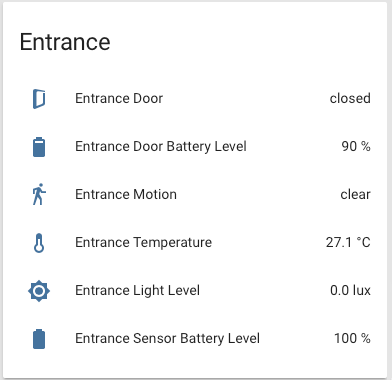 Entrance
Entrance Door closed
Entrance Door Battery Level 90 %
Entrance Motion clear
Entrance Temperature 27.1 °C
Entrance Light Level 0.0 lux
Entrance Sensor Battery Level 100 %